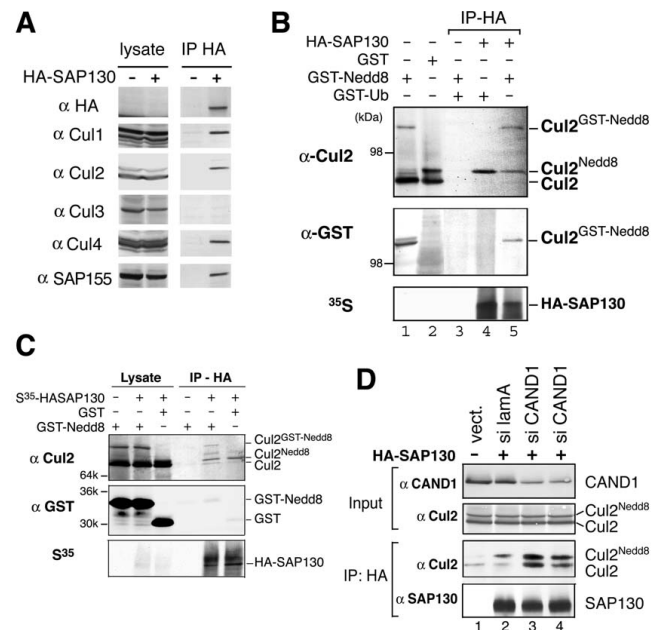 A
lysate IP HA
HA-SAP130 - + - +
α HA
α Cul1
α Cul2
α Cul3
α Cul4
α SAP155
B
IP-HA
HA-SAP130 - - - + +
GST - + - - -
GST-Nedd8 + - + - +
GST-Ub - - + + -
(kDa)
98
α-Cul2
Cul2GST-Nedd8
Cul2Nedd8
Cul2
α-GST
98
Cul2GST-Nedd8
35S
HA-SAP130
1 2 3 4 5
C
Lysate IP - HA
S35-HASAP130 - + + - + +
GST - - + - - +
GST-Nedd8 + + - + + -
α Cul2
64k
Cul2GST-Nedd8
Cul2Nedd8
Cul2
α GST
36k
30k
GST-Nedd8
GST
S35
HA-SAP130
D
vect.
si lamA
si CAND1
si CAND1
HA-SAP130 - + + +
Input
α CAND1
CAND1
α Cul2
Cul2Nedd8
Cul2
IP: HA
α Cul2
Cul2Nedd8
Cul2
α SAP130
SAP130
1 2 3 4